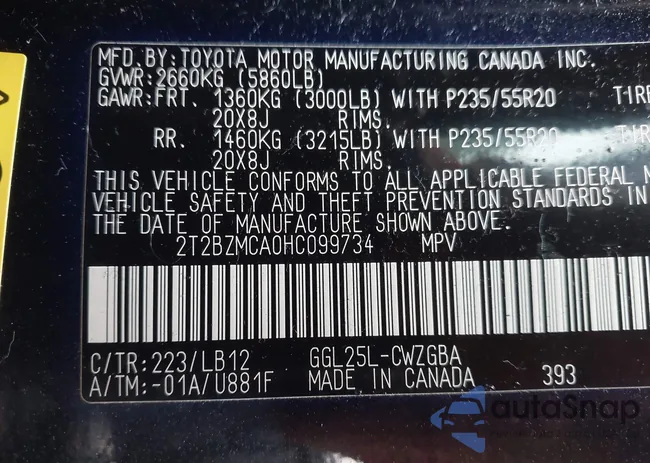 MFD.BY:TOYOTA MOTOR MANUFACTURING CANADA INC.
GVWR:2660KG (5860LB)
GAWR:FRT. 1360KG (3000LB) WITH P235/55R20 TIRE
20X8J RIMS.
RR. 1460KG (3215LB) WITH P235/55R20 TIR
20X8J RIMS.
THIS VEHICLE CONFORMS TO ALL APPLICABLE FEDERAL M
VEHICLE SAFETY AND THEFT PREVENTION STANDARDS IN
THE DATE OF MANUFACTURE SHOWN ABOVE.
2T2BZMCA0HC099734 MPV
C/TR:223/LB12 GGL25L-CWZGBA
A/TM:-01A/U881F MADE IN CANADA 393
autoSnap